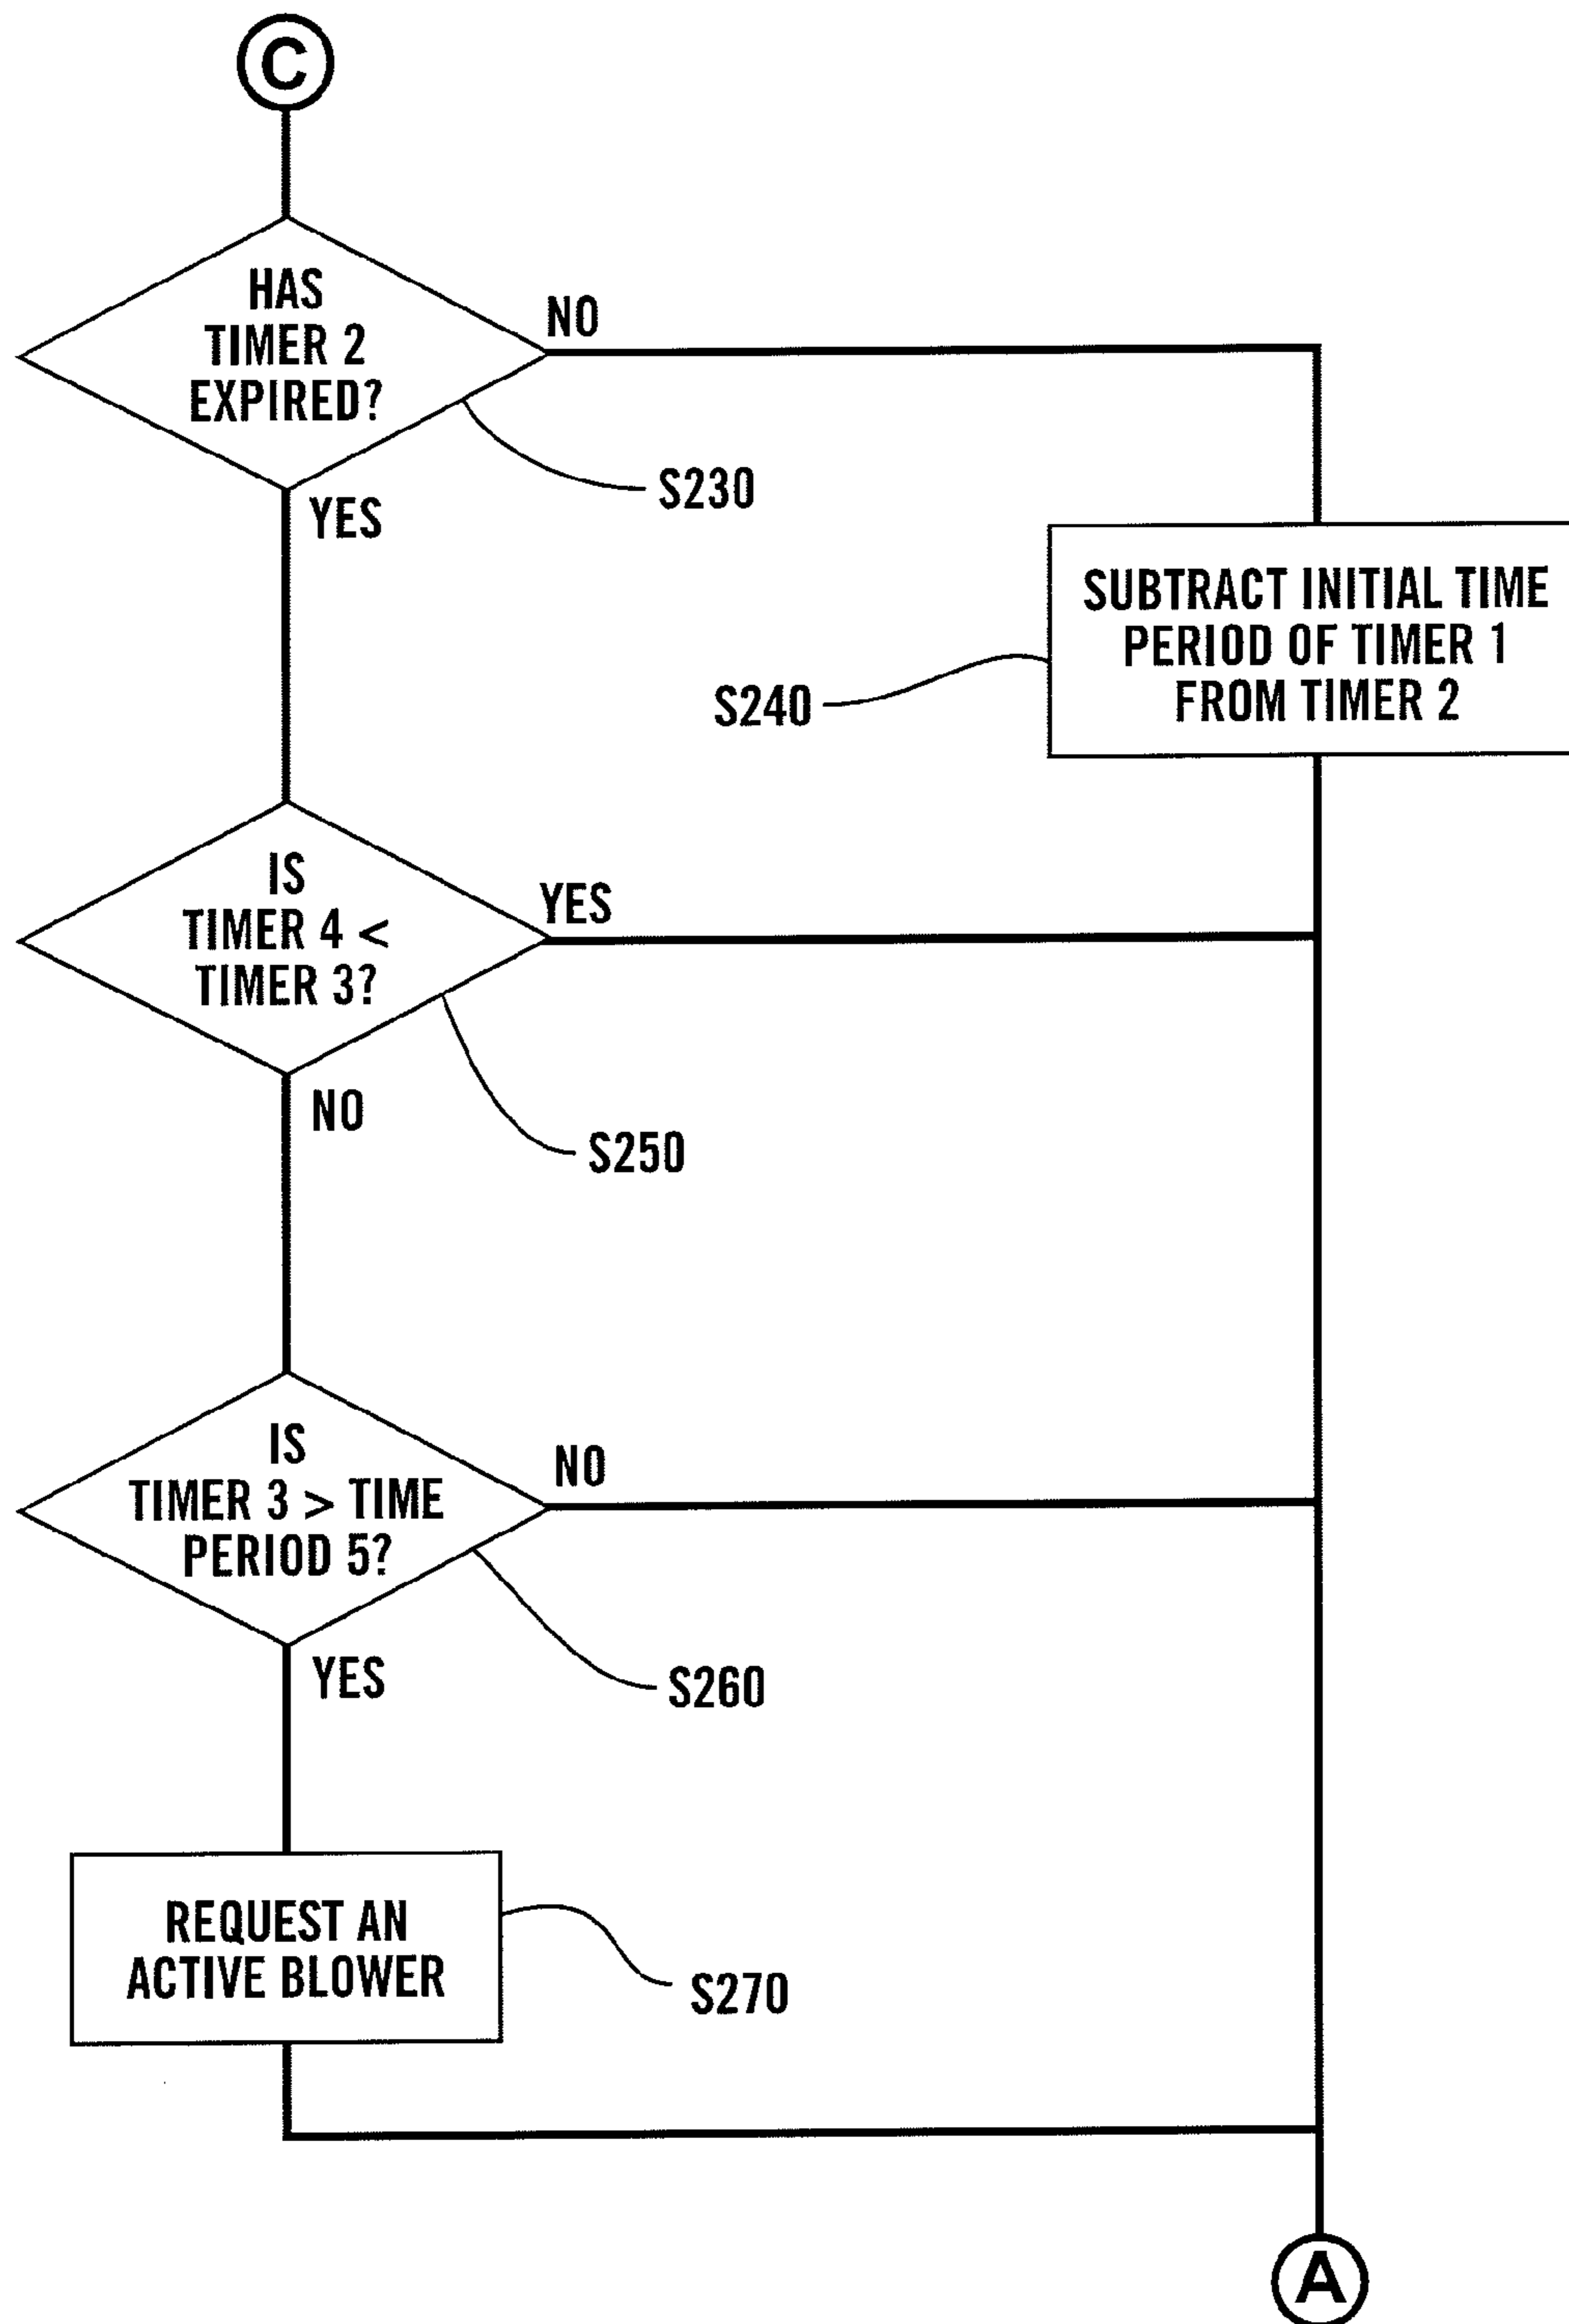 C
HAS
TIMER 2
EXPIRED?
NO
S230
YES
SUBTRACT INITIAL TIME
PERIOD OF TIMER 1
FROM TIMER 2
S240
IS
TIMER 4 <
TIMER 3?
YES
NO
S250
IS
TIMER 3 > TIME
PERIOD 5?
NO
YES
S260
REQUEST AN
ACTIVE BLOWER
S270
A